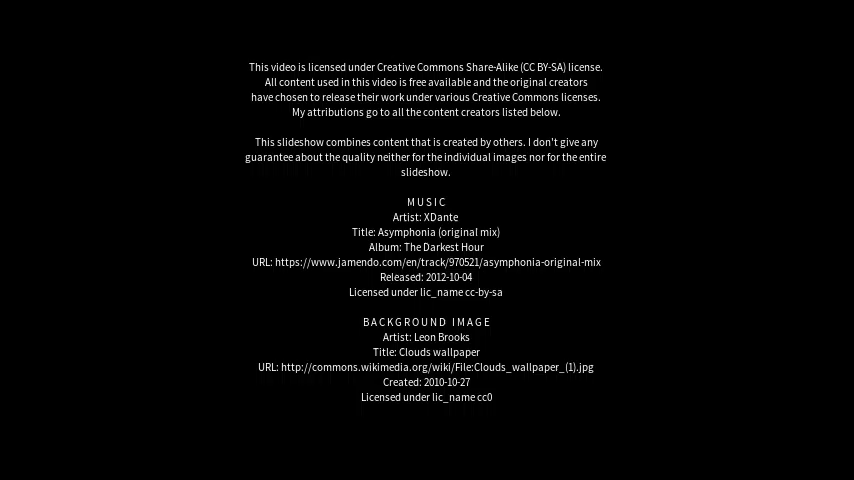 This video is licensed under Creative Commons Share-Alike (CC BY-SA) license.
All content used in this video is free available and the original creators
have chosen to release their work under various Creative Commons licenses.
My attributions go to all the content creators listed below.
This slideshow combines content that is created by others. I don't give any
guarantee about the quality neither for the individual images nor for the entire
slideshow.
MUSIC
Artist: XDante
Title: Asymphonia (original mix)
Album: The Darkest Hour
URL: https://www.jamendo.com/en/track/970521/asymphonia-original-mix
Released: 2012-10-04
Licensed under lic_name cc-by-sa
BACKGROUND IMAGE
Artist: Leon Brooks
Title: Clouds wallpaper
URL: http://commons.wikimedia.org/wiki/File:Clouds_wallpaper_(1).jpg
Created: 2010-10-27
Licensed under lic_name cc0